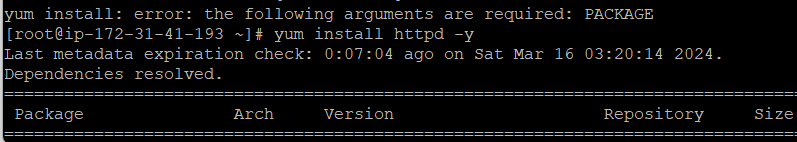 yum install: error: the following arguments are required: PACKAGE
[root@ip-172-31-41-193 ~]# yum install httpd -y
Last metadata expiration check: 0:07:04 ago on Sat Mar 16 03:20:14 2024.
Dependencies resolved.
================================================================================
Package Arch Version Repository Size
================================================================================